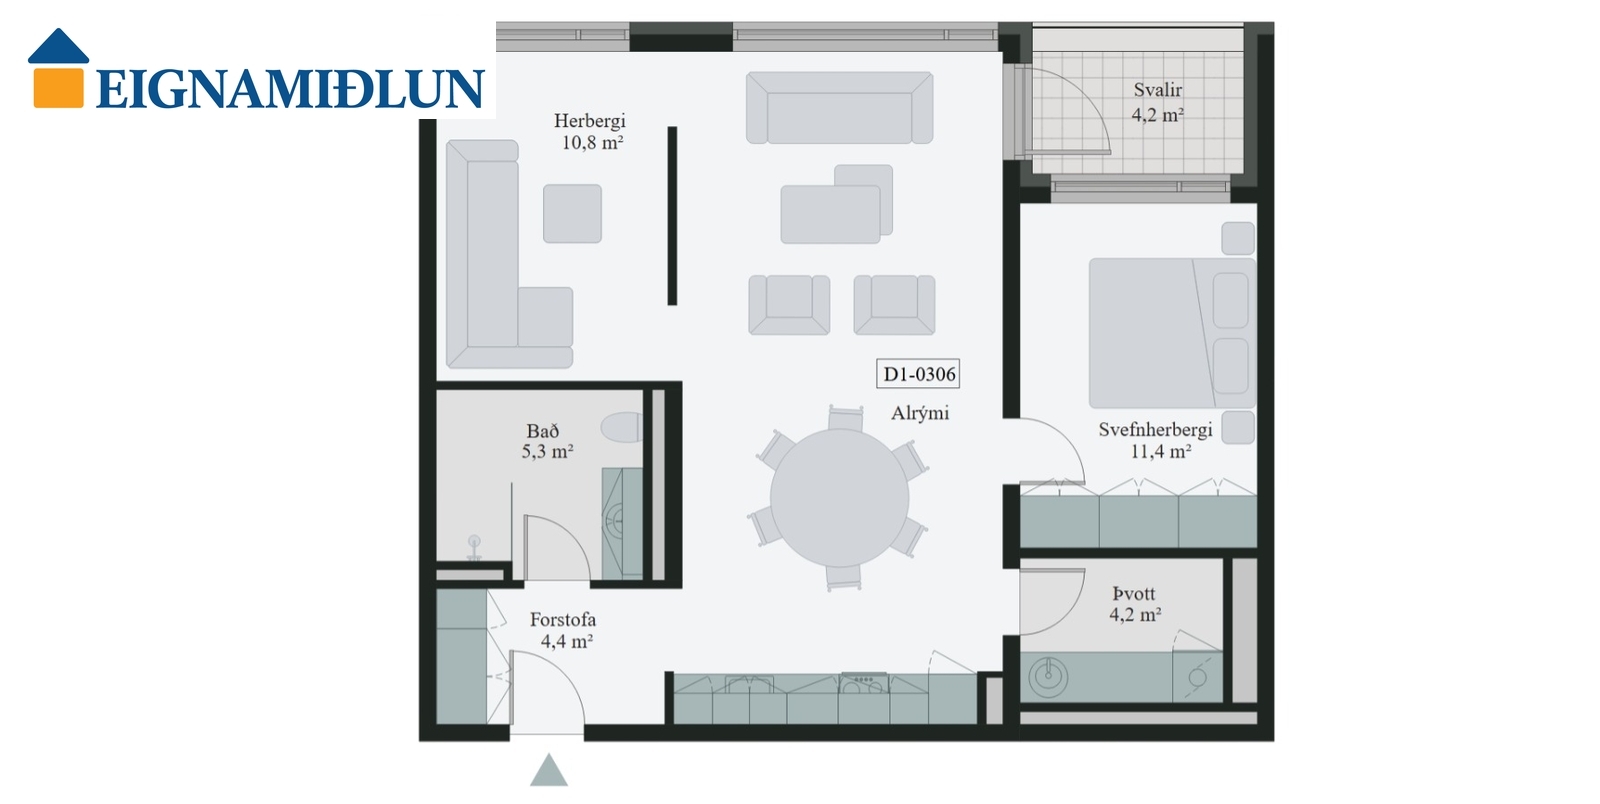 EIGNAMIÐLUN
Herbergi
10,8 m²
Svalir
4,2 m²
D1-0306
Alrými
Bað
5,3 m²
Svefnherbergi
11,4 m²
Forstofa
4,4 m²
Þvott
4,2 m²